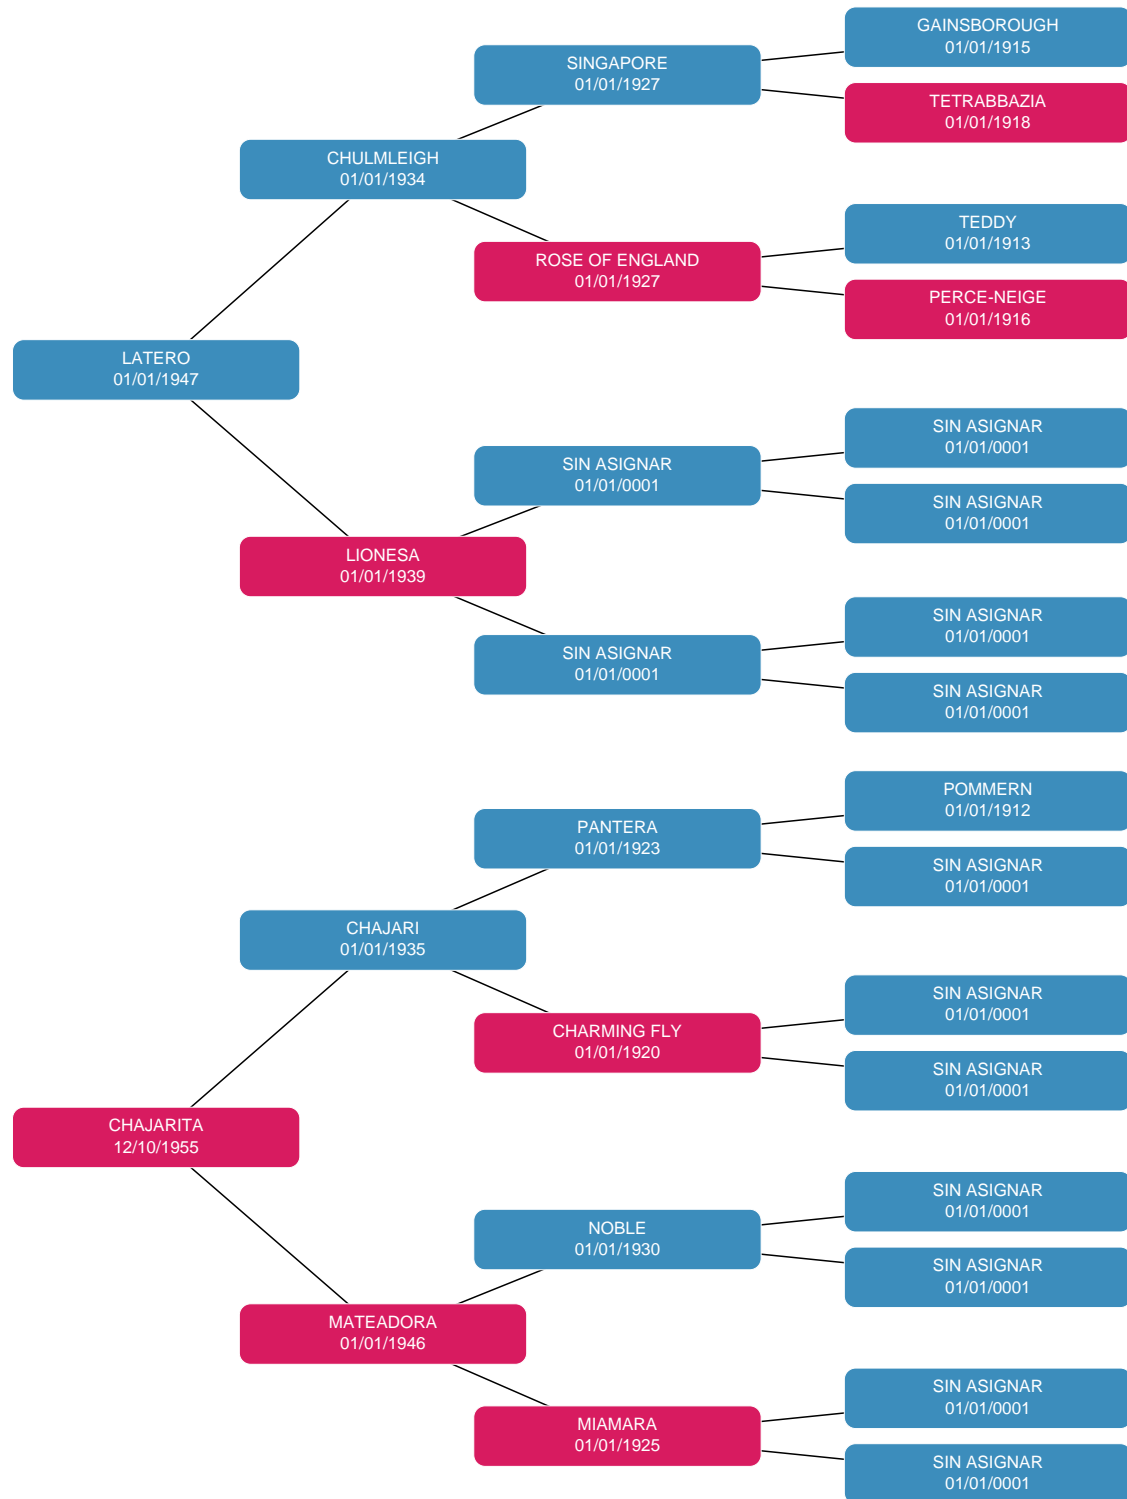 GAINSBOROUGH
01/01/1915
SINGAPORE
01/01/1927
TETRABBAZIA
01/01/1918
CHULMLEIGH
01/01/1934
TEDDY
01/01/1913
ROSE OF ENGLAND
01/01/1927
PERCE-NEIGE
01/01/1916
LATERO
01/01/1947
SIN ASIGNAR
01/01/0001
SIN ASIGNAR
01/01/0001
SIN ASIGNAR
01/01/0001
LIONESA
01/01/1939
SIN ASIGNAR
01/01/0001
SIN ASIGNAR
01/01/0001
SIN ASIGNAR
01/01/0001
POMMERN
01/01/1912
PANTERA
01/01/1923
SIN ASIGNAR
01/01/0001
CHAJARI
01/01/1935
SIN ASIGNAR
01/01/0001
CHARMING FLY
01/01/1920
SIN ASIGNAR
01/01/0001
CHAJARITA
12/10/1955
SIN ASIGNAR
01/01/0001
NOBLE
01/01/1930
SIN ASIGNAR
01/01/0001
MATEADORA
01/01/1946
SIN ASIGNAR
01/01/0001
MIAMARA
01/01/1925
SIN ASIGNAR
01/01/0001